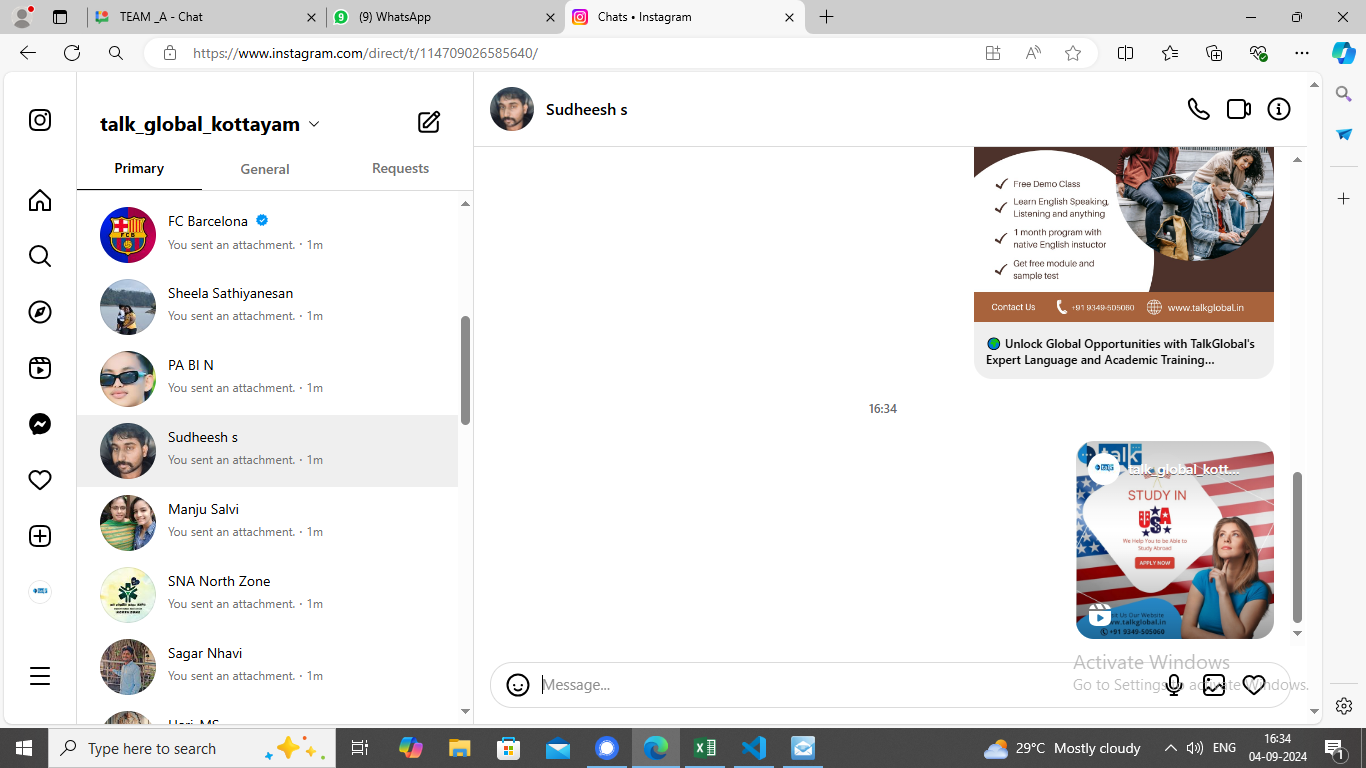 TEAM _A - Chat
(9) WhatsApp
Chats • Instagram
https://www.instagram.com/direct/t/114709026585640/
talk_global_kottayam
Primary
General
Requests
FC Barcelona
You sent an attachment. · 1m
Sheela Sathiyanesan
You sent an attachment. · 1m
PA BI N
You sent an attachment. · 1m
Sudheesh s
You sent an attachment. · 1m
Manju Salvi
You sent an attachment. · 1m
SNA North Zone
You sent an attachment. · 1m
Sagar Nhavi
You sent an attachment. · 1m
Sudheesh s
Free Demo Class
Learn English Speaking,
Listening and anything
1 month program with
native English instuctor
Get free module and
sample test
Contact Us
+91 9349-505060
www.talkglobal.in
Unlock Global Opportunities with TalkGlobal's
Expert Language and Academic Training...
16:34
talk
talk_global_kott...
STUDY IN
USA
We Help You to be Able to
Study Abroad
APPLY NOW
Us Our Website
www.talkglobal.in
+91 9349-505060
Message...
Activate Windows
Go to Settings to activate Windows.
Type here to search
29°C Mostly cloudy
ENG
16:34
04-09-2024
1